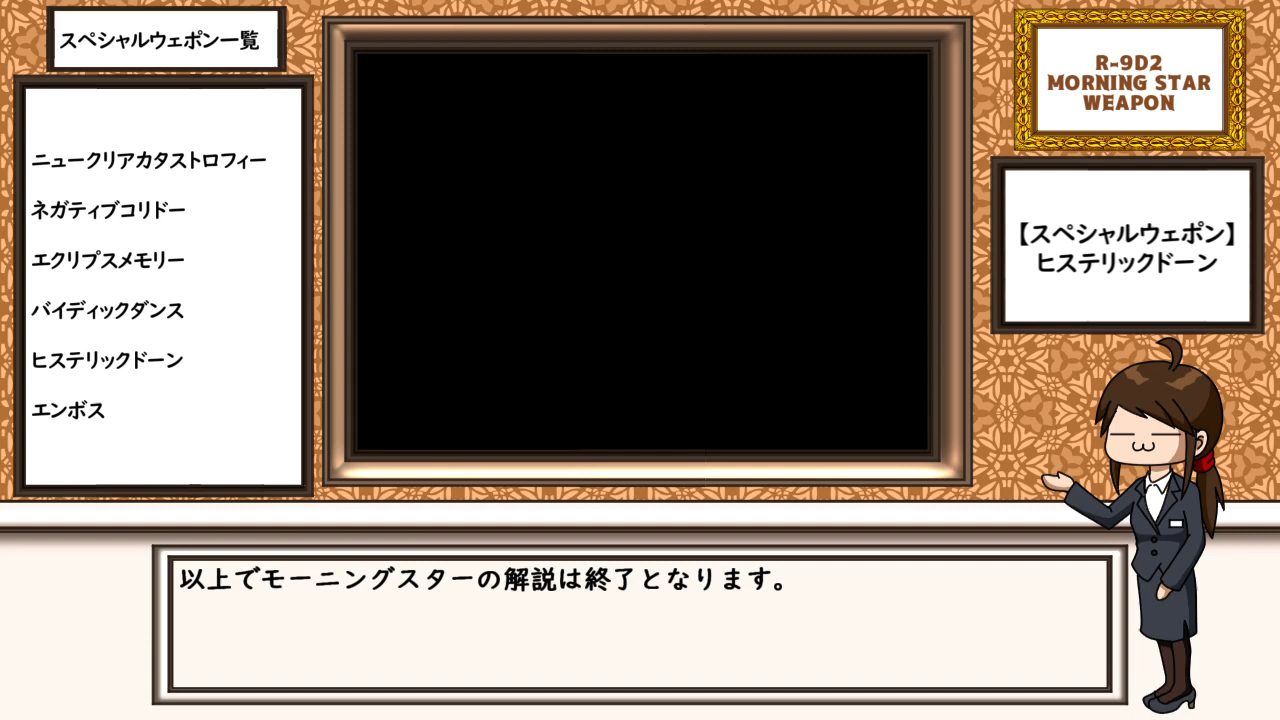 スペシャルウェポン一覧
ニュークリアカタストロフィー
ネガティブコリドー
エクリプスメモリー
バイディックダンス
ヒステリックドーン
エンボス
R-9D2
MORNING STAR
WEAPON
【スペシャルウェポン】
ヒステリックドーン
以上でモーニングスターの解説は終了となります。